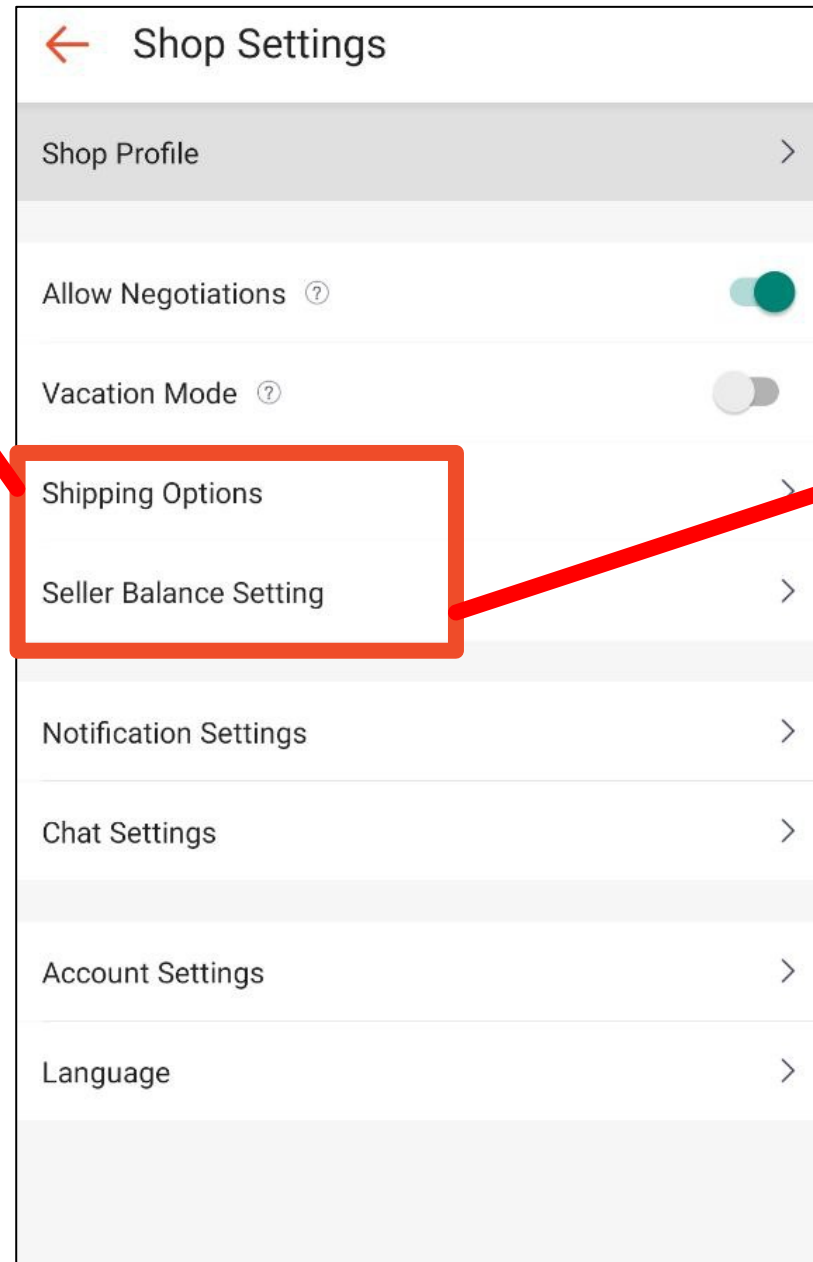 Shop Settings
Shop Profile
Allow Negotiations ?
Vacation Mode ?
Shipping Options
Seller Balance Setting
Notification Settings
Chat Settings
Account Settings
Language